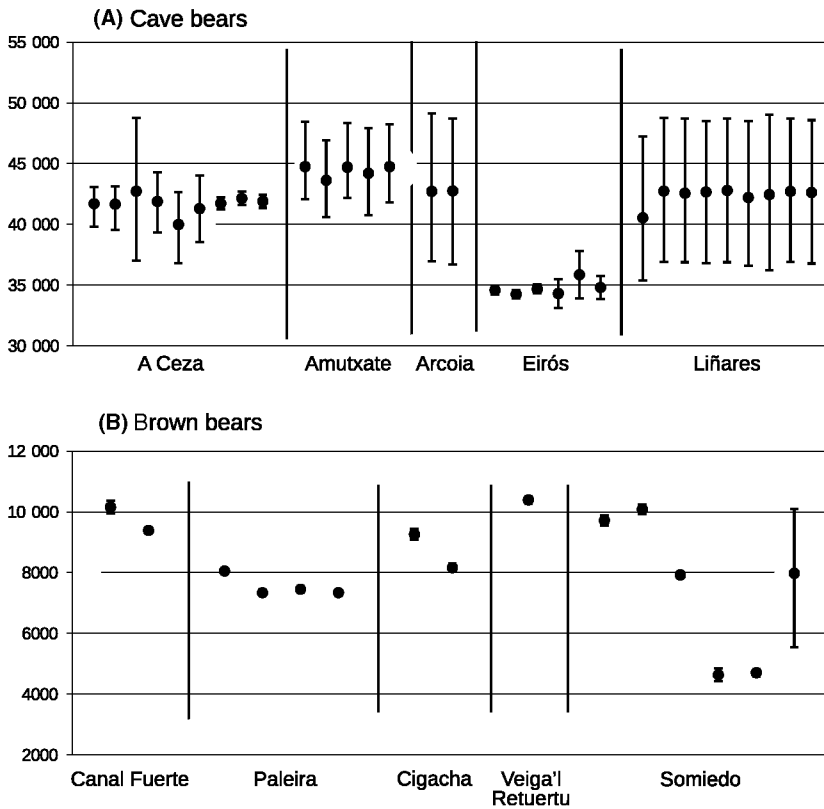 (A) Cave bears
55 000
50 000
45 000
40 000
35 000
30 000
A Ceza Amutxate Arcoia Eirós Liñares
(B) Brown bears
12 000
10 000
8000
6000
4000
2000
Canal Fuerte Paleira Cigacha Veiga'l Somiedo
Retuertu